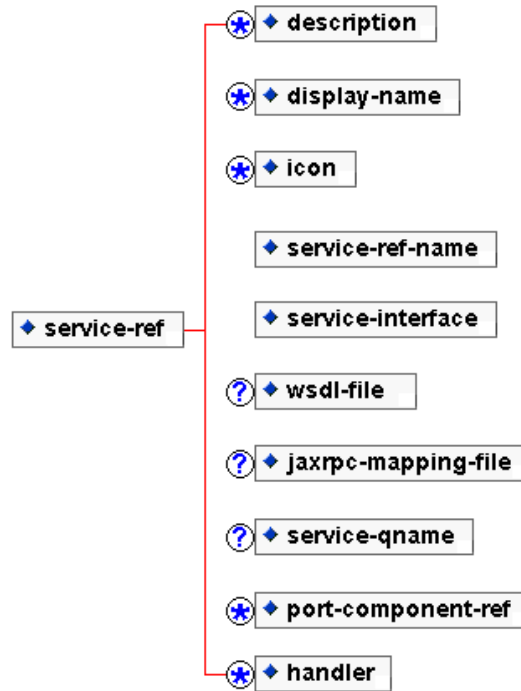 description
display-name
icon
service-ref-name
service-interface
service-ref
wsdl-file
jaxrpc-mapping-file
service-qname
port-component-ref
handler